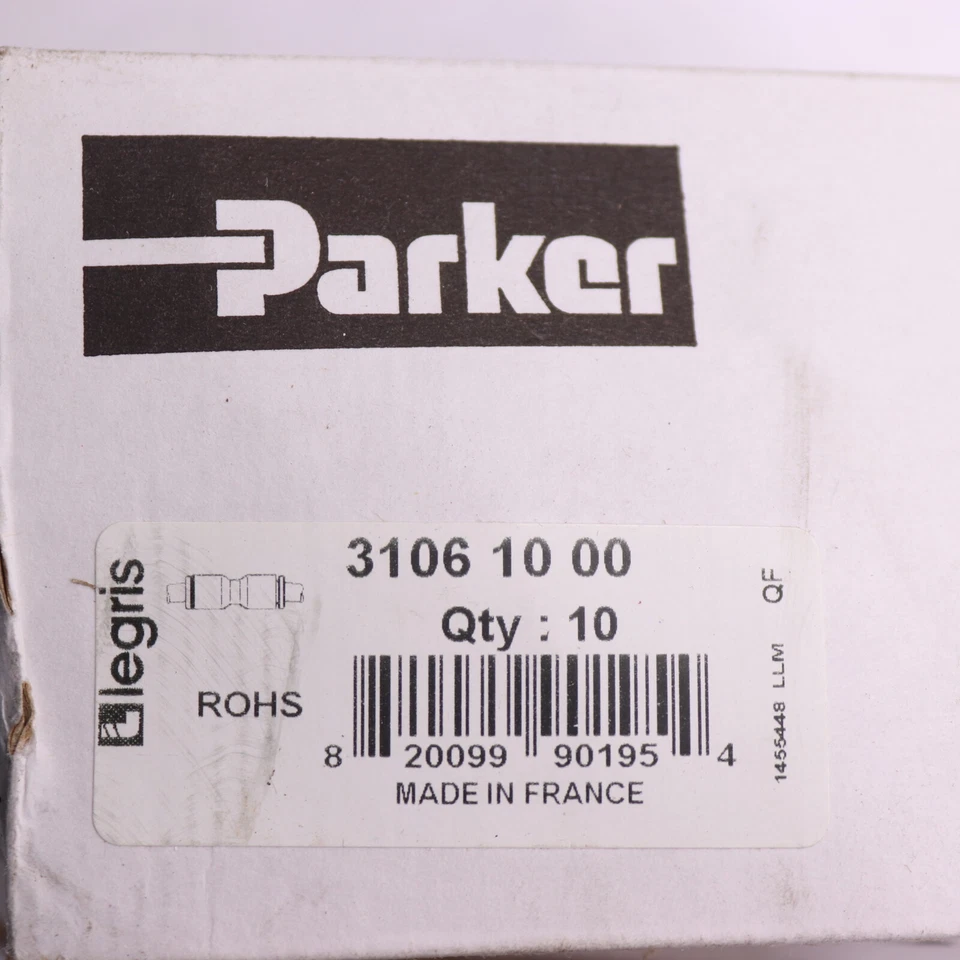 Parker
legris
3106 10 00
Qty : 10
ROHS
8 20099 90195 4
MADE IN FRANCE
1455448 LLM QF